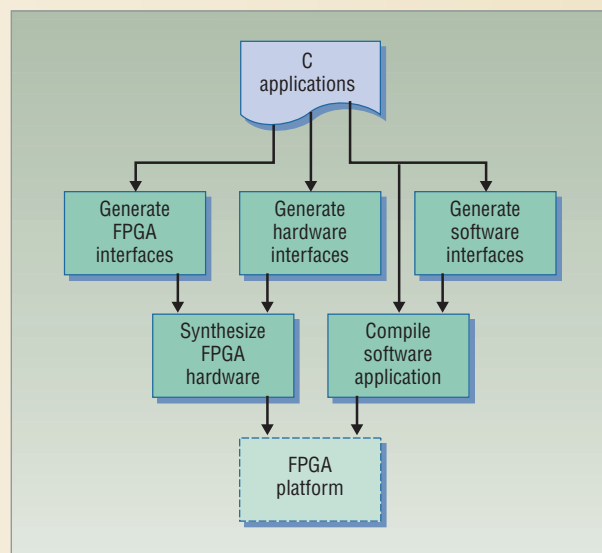 C
applications
Generate
FPGA
interfaces
Generate
hardware
interfaces
Generate
software
interfaces
Synthesize
FPGA
hardware
Compile
software
application
FPGA
platform